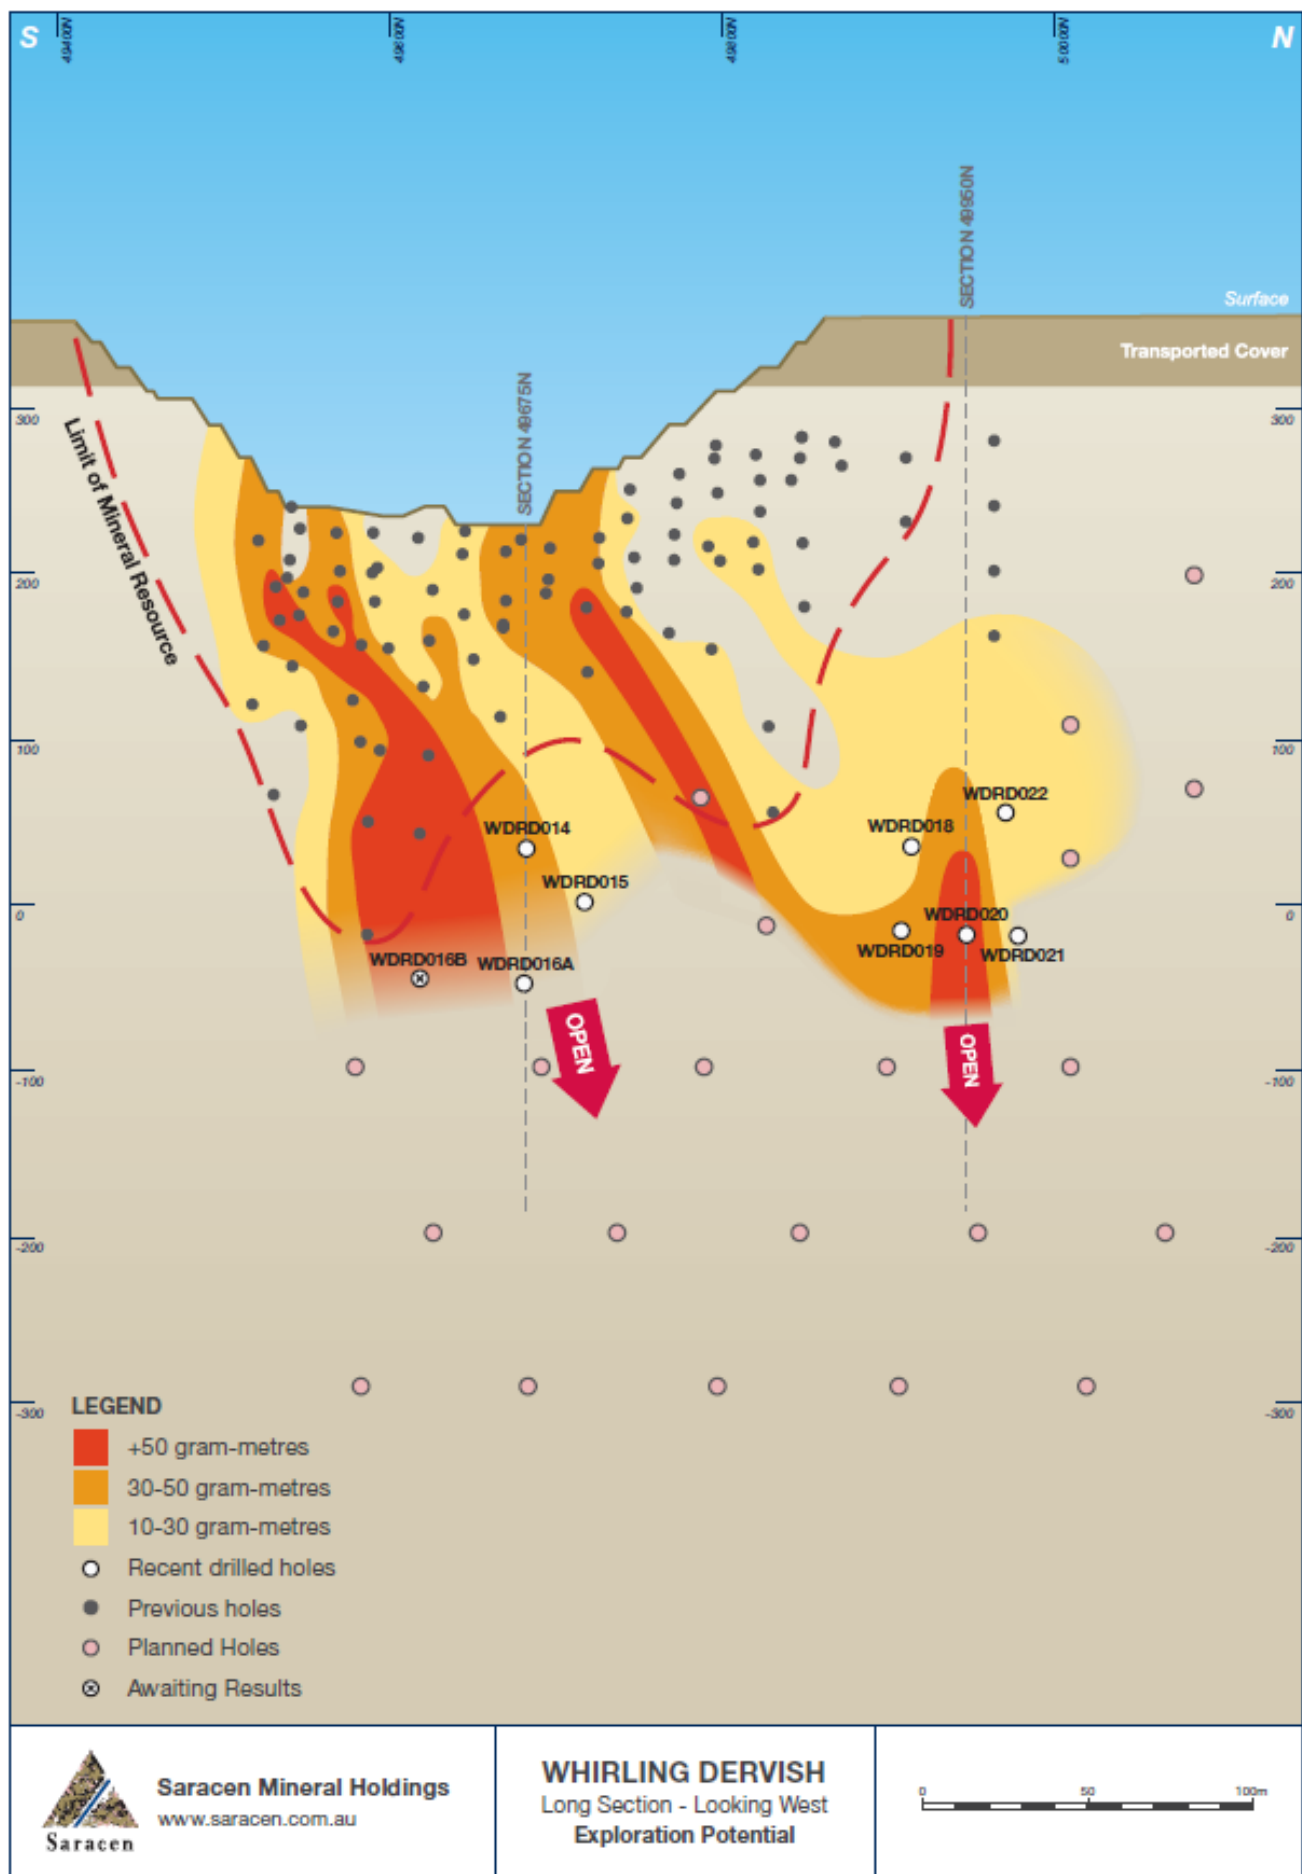 S
49400N
49600N
49800N
50000N
N
SECTION 49950N
Surface
Transported Cover
SECTION 49675N
300
300
Limit of Mineral Resource
200
200
100
100
WDRD022
WDRD014
WDRD018
WDRD015
0
WDRD020
0
WDRD019
WDRD021
WDRD016B
WDRD016A
OPEN
OPEN
-100
-100
-200
-200
-300
-300
LEGEND
+50 gram-metres
30-50 gram-metres
10-30 gram-metres
Recent drilled holes
Previous holes
Planned Holes
Awaiting Results
Saracen
Saracen Mineral Holdings
www.saracen.com.au
WHIRLING DERVISH
Long Section - Looking West
Exploration Potential
0 50 100m